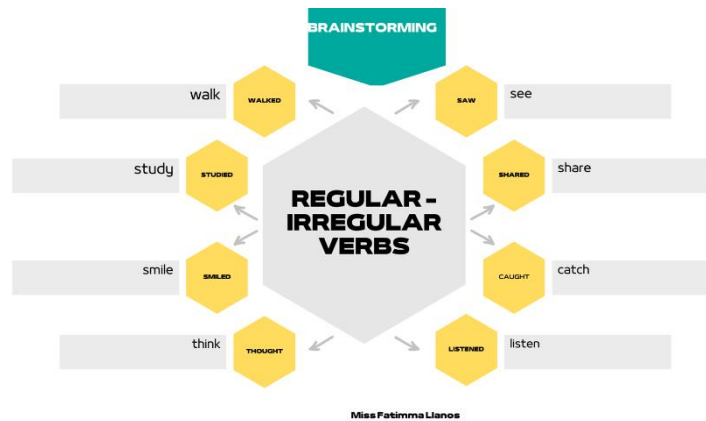 BRAINSTORMING
walk
WALKED
SAW
see
study
STUDIED
SHARED
share
REGULAR -
IRREGULAR
VERBS
smile
SMILED
CAUGHT
catch
think
THOUGHT
LISTENED
listen
Miss Fatimma Llanos